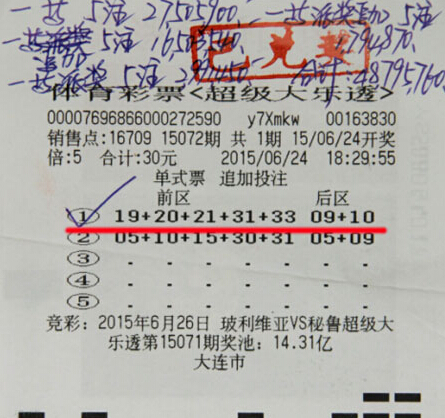 一等 5注 27505900. 一等派奖追加 5注
一等派奖 5注
追加
派奖 5注 合计:48795760
已兑奖
体育彩票<超级大乐透>
00007696866000272590 y7Xmkw 00163830
销售点:16709 15072期 共 1期 15/06/24开奖
倍:5 合计:30元 2015/06/24 18:29:55
单式票 追加投注
前区 后区
① 19+20+21+31+33 09+10
② 05+10+15+30+31 05+09
③ - - - - - - -
④ - - - - - - -
⑤ - - - - - - -
竞彩:2015年6月26日 玻利维亚VS秘鲁超级大
乐透第15071期奖池:14.31亿
大连市